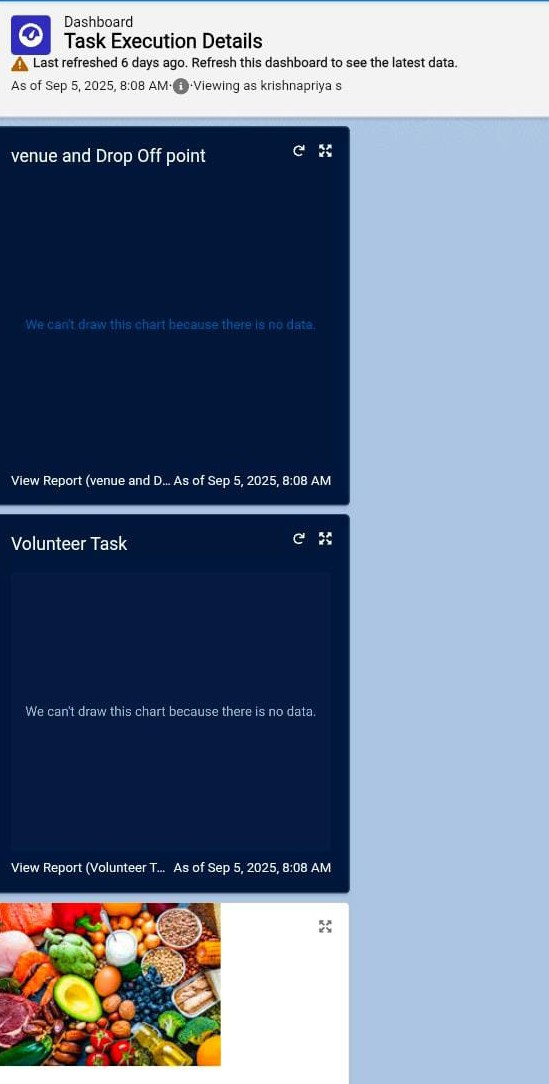 Dashboard
Task Execution Details
Last refreshed 6 days ago. Refresh this dashboard to see the latest data.
As of Sep 5, 2025, 8:08 AM·Viewing as krishnapriya s
venue and Drop Off point
We can't draw this chart because there is no data.
View Report (venue and D... As of Sep 5, 2025, 8:08 AM
Volunteer Task
We can't draw this chart because there is no data.
View Report (Volunteer T... As of Sep 5, 2025, 8:08 AM